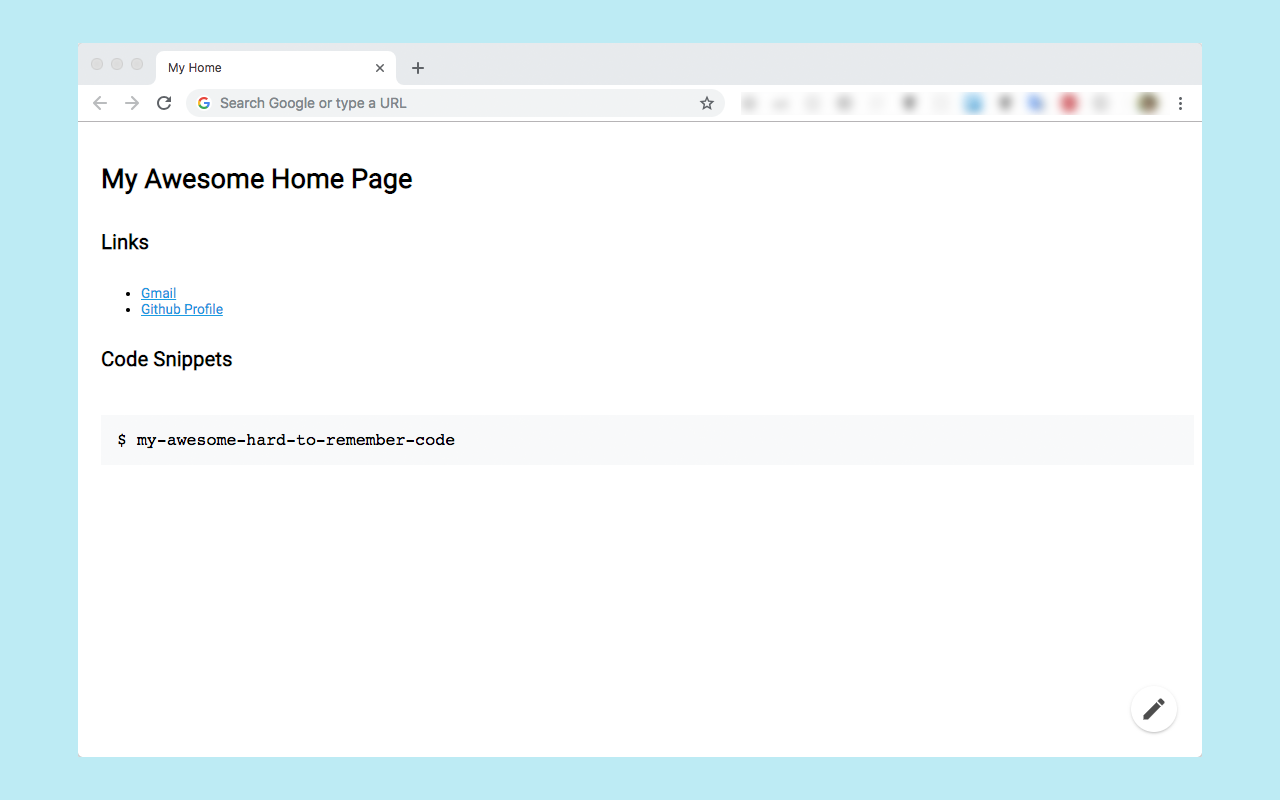 My Home
Search Google or type a URL
My Awesome Home Page
Links
Gmail
Github Profile
Code Snippets
$ my-awesome-hard-to-remember-code